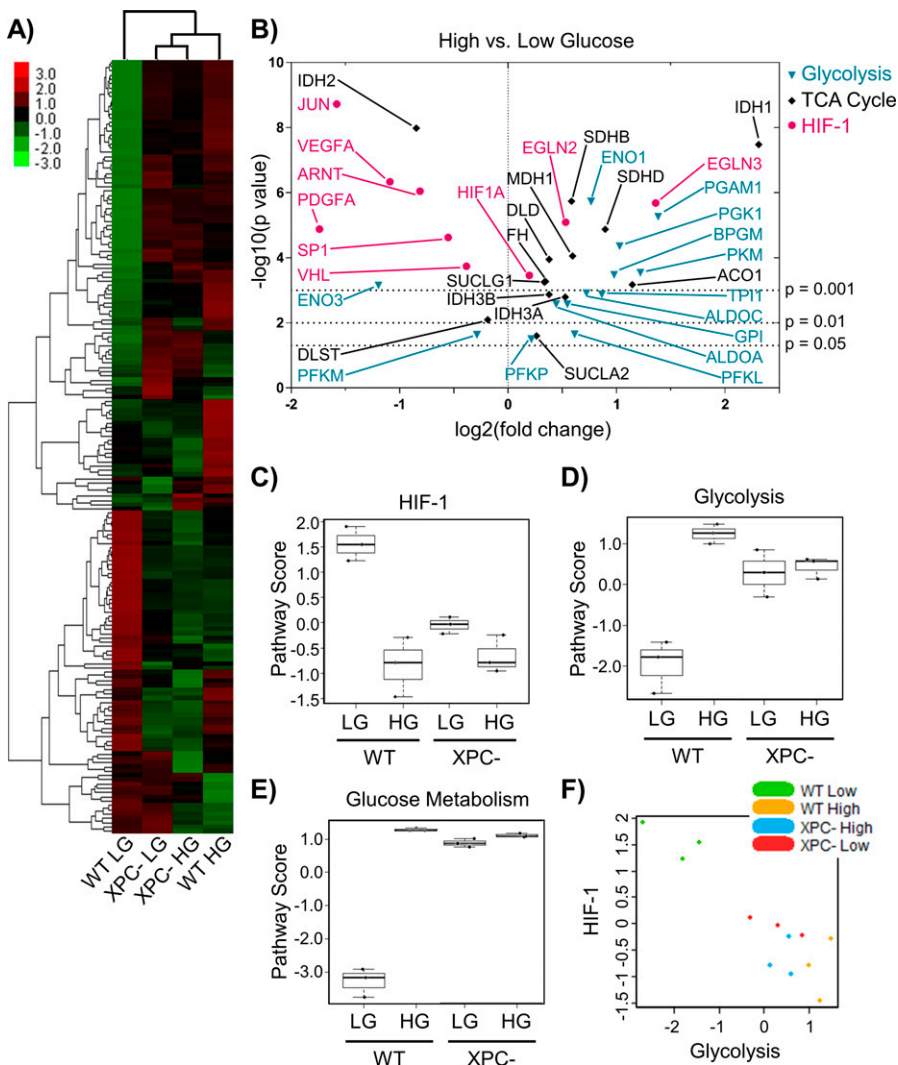 A)
3.0
2.0
1.0
0.0
-1.0
-2.0
-3.0
WT LG
XPC- LG
XPC- HG
WT HG
B)
High vs. Low Glucose
-log10(p value)
10
8
6
4
2
0
-2
-1
0
1
2
log2(fold change)
Glycolysis
TCA Cycle
HIF-1
IDH2
JUN
VEGFA
ARNT
PDGFA
SP1
VHL
ENO3
DLST
PFKM
HIF1A
EGLN2
MDH1
DLD
FH
SUCLG1
IDH3B
IDH3A
PFKP
SUCLA2
SDHB
ENO1
SDHD
IDH1
EGLN3
PGAM1
PGK1
BPGM
PKM
ACO1
TPI1
ALDOC
GPI
ALDOA
PFKL
p = 0.001
p = 0.01
p = 0.05
C)
HIF-1
Pathway Score
2.0
1.5
1.0
0.5
0.0
-0.5
-1.0
-1.5
LG HG LG HG
WT XPC-
D)
Glycolysis
Pathway Score
1.0
0.0
-1.0
-2.0
LG HG LG HG
WT XPC-
E)
Glucose Metabolism
Pathway Score
1.0
0.0
-1.0
-2.0
-3.0
LG HG LG HG
WT XPC-
F)
WT Low
WT High
XPC- High
XPC- Low
HIF-1
2
1.5
1
0.5
0
-0.5
-1
-1.5
-2 -1 0 1
Glycolysis